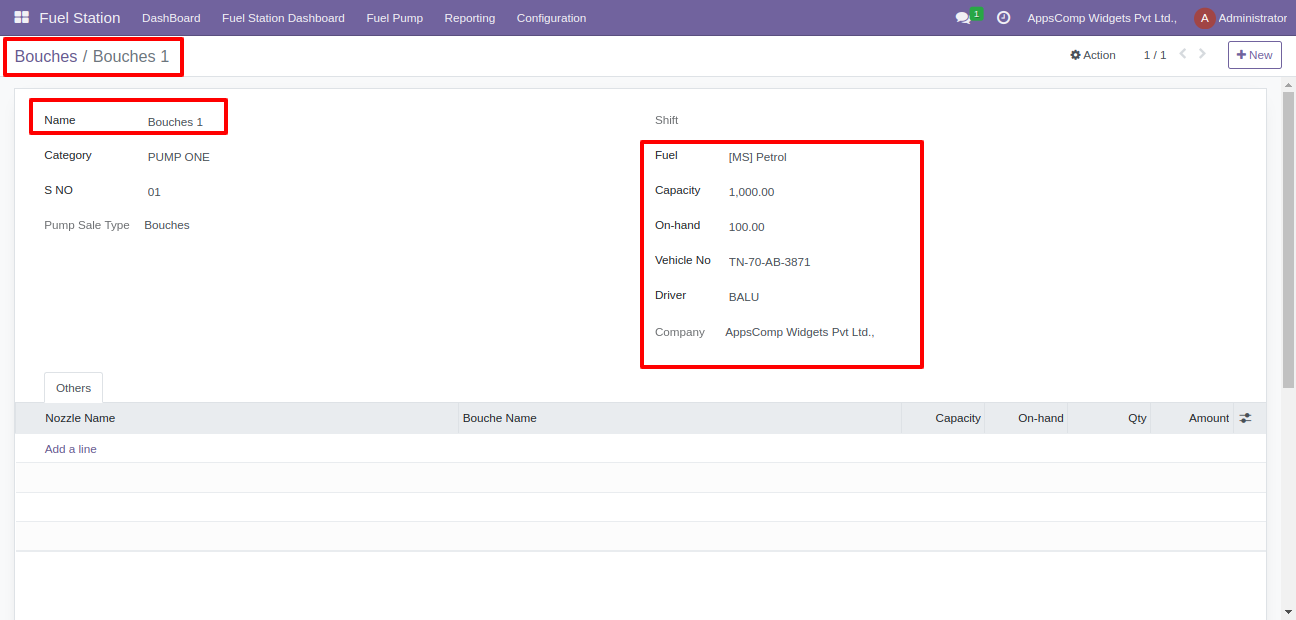 Fuel Station DashBoard Fuel Station Dashboard Fuel Pump Reporting Configuration 1 AppsComp Widgets Pvt Ltd., A Administrator
Bouches / Bouches 1 Action 1 / 1 New
Name Bouches 1 Shift
Category PUMP ONE Fuel [MS] Petrol
S NO 01 Capacity 1,000.00
Pump Sale Type Bouches On-hand 100.00
Vehicle No TN-70-AB-3871
Driver BALU
Company AppsComp Widgets Pvt Ltd.,
Others
Nozzle Name Bouche Name Capacity On-hand Qty Amount
Add a line